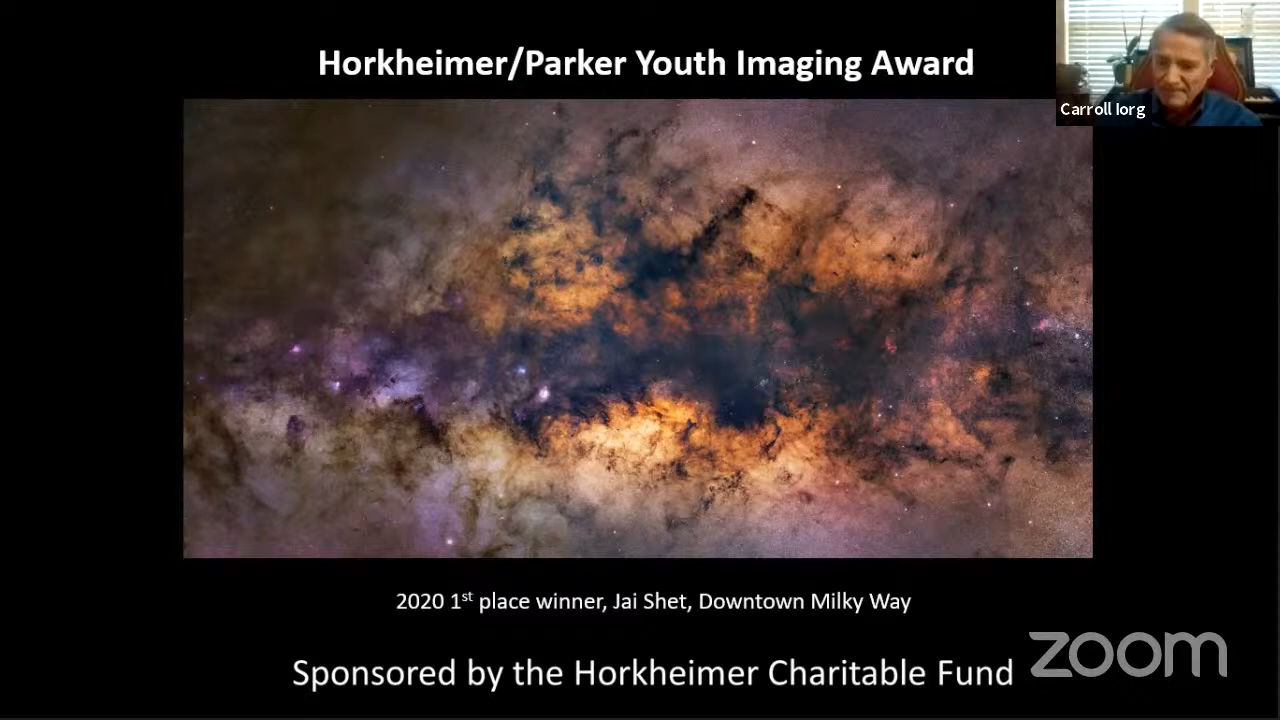 Horkheimer/Parker Youth Imaging Award
Carroll Iorg
2020 1st place winner, Jai Shet, Downtown Milky Way
Sponsored by the Horkheimer Charitable Fund
zoom